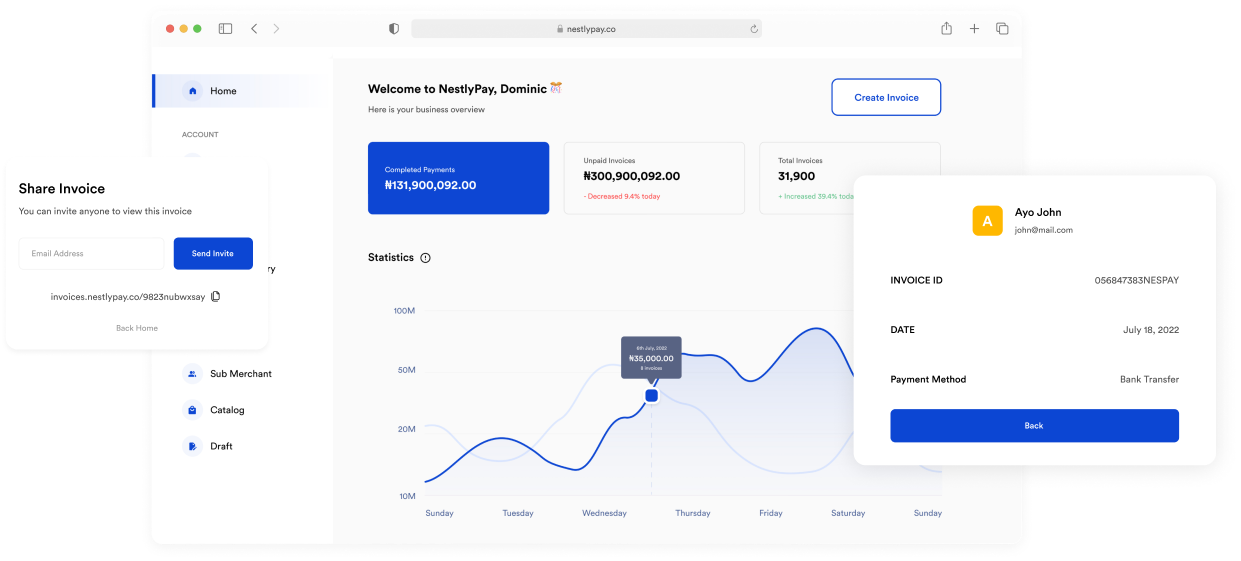 nestlypay.co
Home
ACCOUNT
Share Invoice
You can invite anyone to view this invoice
Email Address
Send Invite
invoices.nestlypay.co/9823nubwxsay
Back Home
Sub Merchant
Catalog
Draft
Welcome to NestlyPay, Dominic
Here is your business overview
Create Invoice
Completed Payments
₦131,900,092.00
Unpaid Invoices
₦300,900,092.00
- Decreased 9.4% today
Total Invoices
31,900
+ Increased 39.4% toda
Statistics
100M
50M
20M
10M
6th July, 2022
₦35,000.00
8 invoices
Sunday Tuesday Wednesday Thursday Friday Saturday Sunday
A
Ayo John
john@mail.com
INVOICE ID 056847383NESPAY
DATE July 18, 2022
Payment Method Bank Transfer
Back